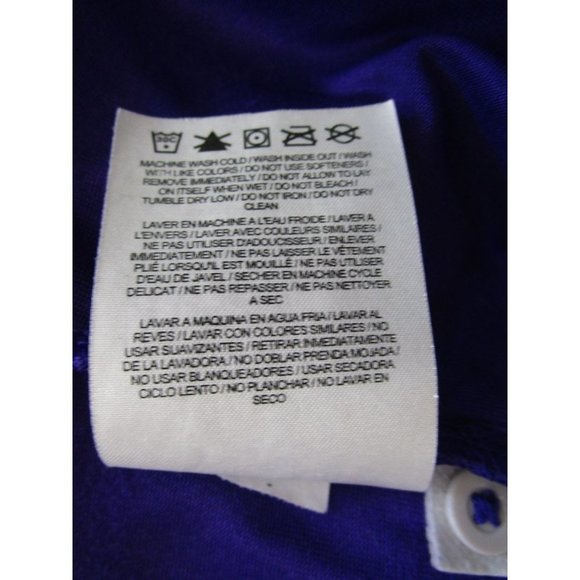 30C
MACHINE WASH COLD / WASH INSIDE OUT / WASH
WITH LIKE COLORS / DO NOT USE SOFTENERS /
REMOVE IMMEDIATELY / DO NOT ALLOW TO LAY
ON ITSELF WHEN WET / DO NOT BLEACH /
TUMBLE DRY LOW / DO NOT IRON / DO NOT DRY
CLEAN
LAVER EN MACHINE A L'EAU FROIDE / LAVER A
L'ENVERS / LAVER AVEC COULEURS SIMILAIRES /
NE PAS UTILISER D'ADOUCISSEUR / ENLEVER
IMMEDIATEMENT / NE PAS LAISSER LE VÊTEMENT
PLIÉ LORSQU'IL EST MOUILLÉ / NE PAS UTILISER
D'EAU DE JAVEL / SECHER EN MACHINE CYCLE
DELICAT / NE PAS REPASSER / NE PAS NETTOYER
A SEC
LAVAR A MAQUINA EN AGUA FRIA / LAVAR AL
REVES / LAVAR CON COLORES SIMILARES / NO
USAR SUAVIZANTES / RETIRAR INMEDIATAMENTE
DE LA LAVADORA / NO DOBLAR PRENDA MOJADA /
NO USAR BLANQUEADORES / USAR SECADORA
CICLO LENTO / NO PLANCHAR / NO LAVAR EN
SECO